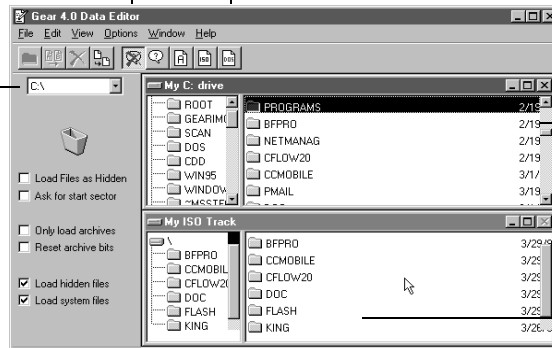 Gear 4.0 Data Editor
File Edit View Options Window Help
A ISO DOS
C:\
Load Files as Hidden
Ask for start sector
Only load archives
Reset archive bits
Load hidden files
Load system files
My C: drive
ROOT
SCAN
DOS
CDD
WIN95
PROGRAMS 2/19
BFPRO 2/19
NETMANAG 2/19
CFLOW20 2/19
CCMOBILE 3/1/
PMAIL 3/19
My ISO Track
\
BFPRO
CCMOBIL
CFLOW20
DOC
FLASH
KING
BFPRO 3/29/9
CCMOBILE 3/29
CFLOW20 3/29
DOC 3/29
FLASH 3/29
KING